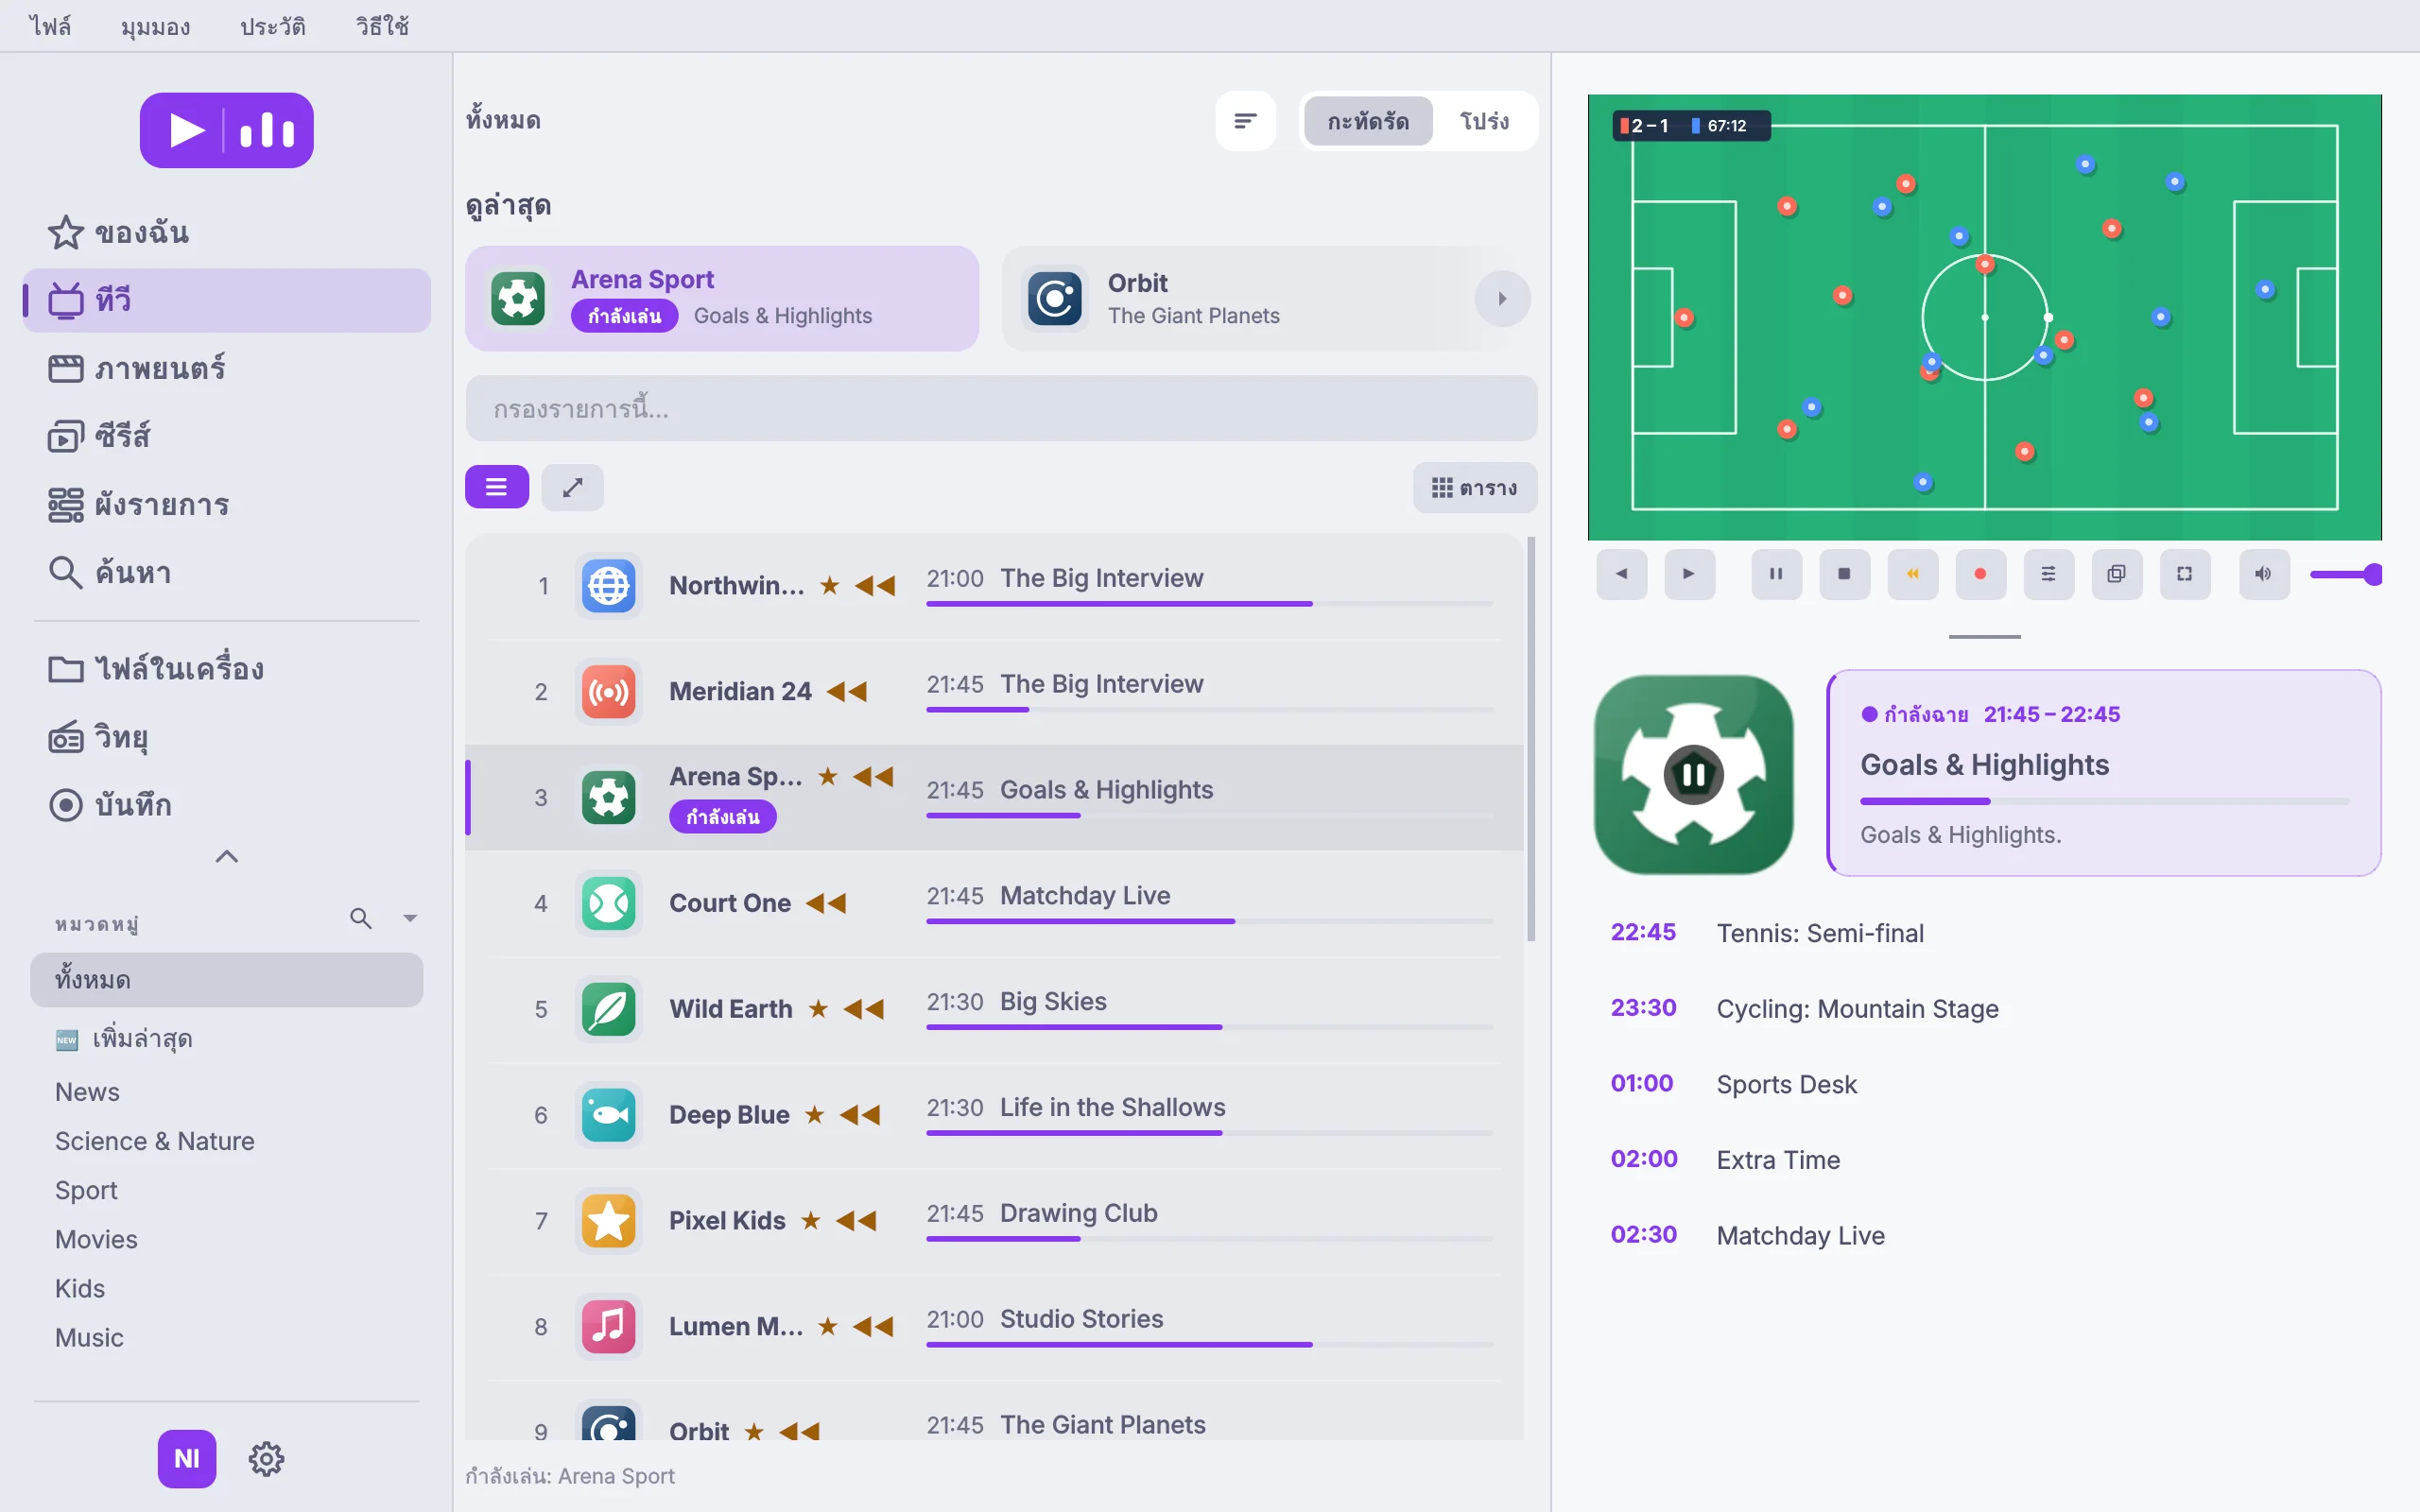 ไฟล์ มุมมอง ประวัติ วิธีใช้
ของฉัน
ทีวี
ภาพยนตร์
ซีรีส์
ผังรายการ
ค้นหา
ไฟล์ในเครื่อง
วิทยุ
บันทึก
หมวดหมู่
ทั้งหมด
NEW เพิ่มล่าสุด
News
Science & Nature
Sport
Movies
Kids
Music
NI
ทั้งหมด
กะทัดรัด โปร่ง
ดูล่าสุด
Arena Sport
กำลังเล่น Goals & Highlights
Orbit
The Giant Planets
กรองรายการนี้...
ตาราง
1 Northwin... 21:00 The Big Interview
2 Meridian 24 21:45 The Big Interview
3 Arena Sp... 21:45 Goals & Highlights
กำลังเล่น
4 Court One 21:45 Matchday Live
5 Wild Earth 21:30 Big Skies
6 Deep Blue 21:30 Life in the Shallows
7 Pixel Kids 21:45 Drawing Club
8 Lumen M... 21:00 Studio Stories
9 Orbit 21:45 The Giant Planets
กำลังเล่น: Arena Sport
2 – 1 67:12
กำลังฉาย 21:45 – 22:45
Goals & Highlights
Goals & Highlights.
22:45 Tennis: Semi-final
23:30 Cycling: Mountain Stage
01:00 Sports Desk
02:00 Extra Time
02:30 Matchday Live